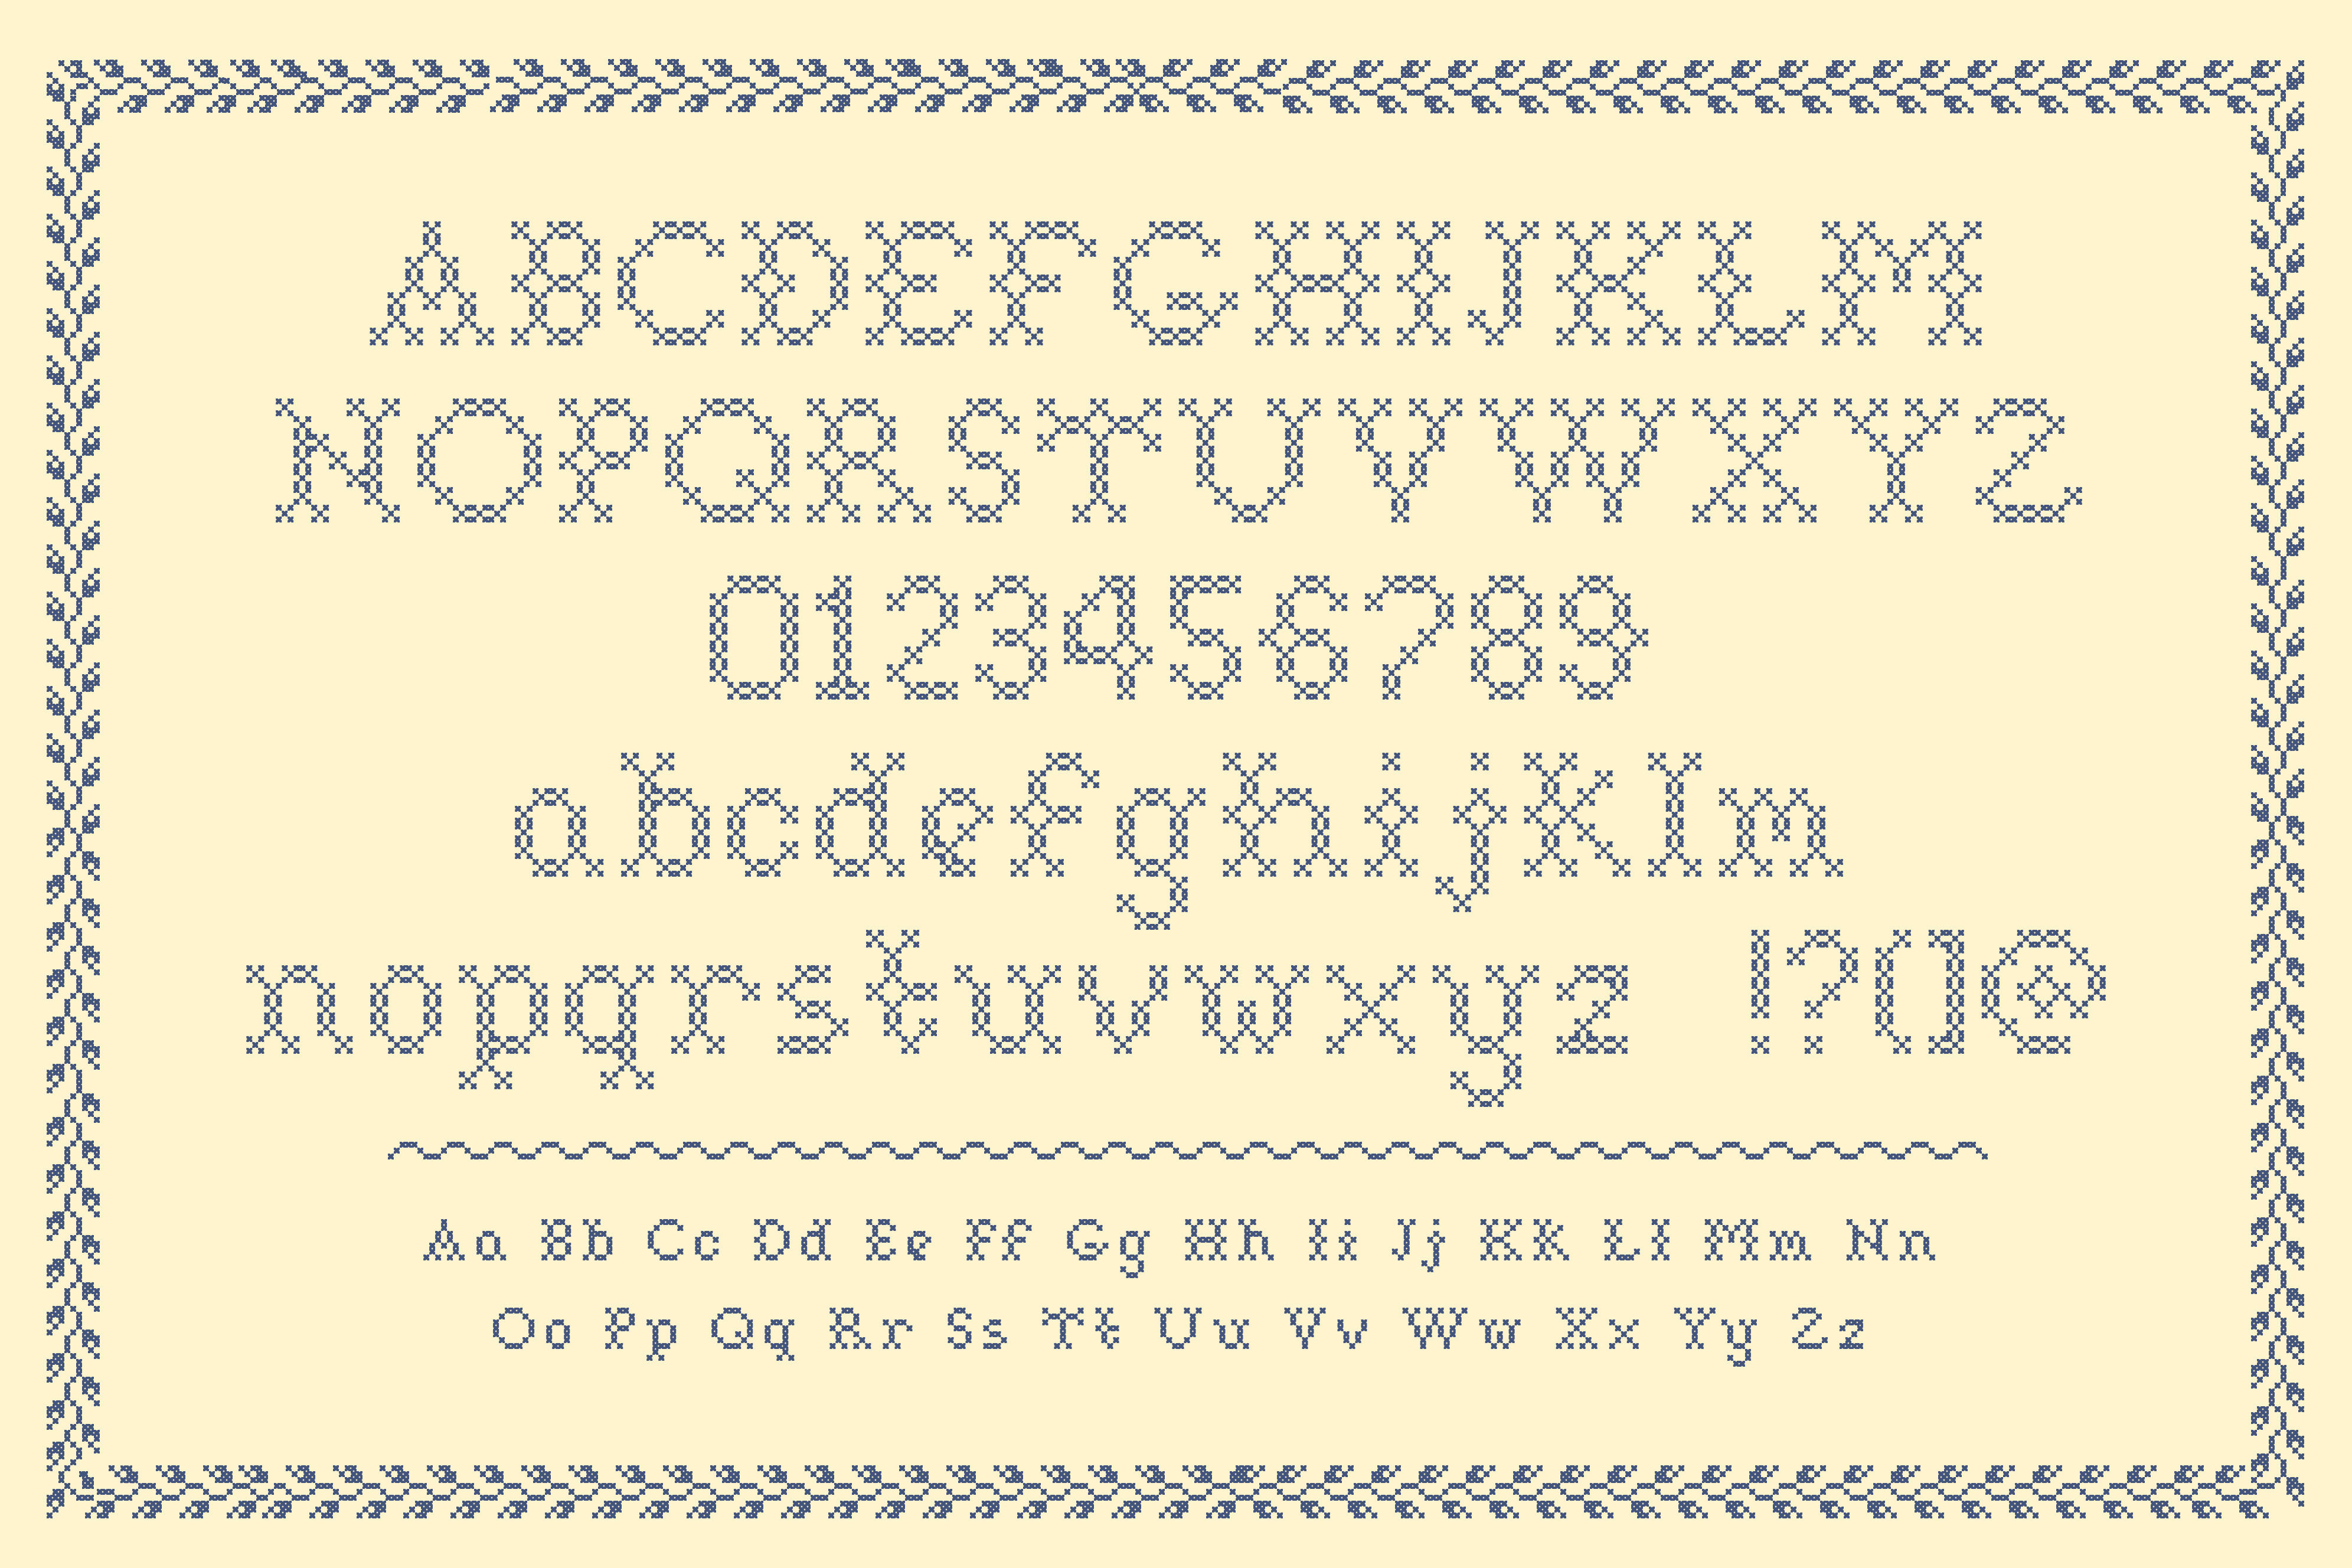 ABCDEFGHIJKLM
NOPQRSTUVWXYZ
0123456789
abcdefghijklm
nopqrstuvwxyz !?()@
Aa Bb Cc Dd Ee Ff Gg Hh Ii Jj Kk Ll Mm Nn
Oo Pp Qq Rr Ss Tt Uu Vv Ww Xx Yy Zz